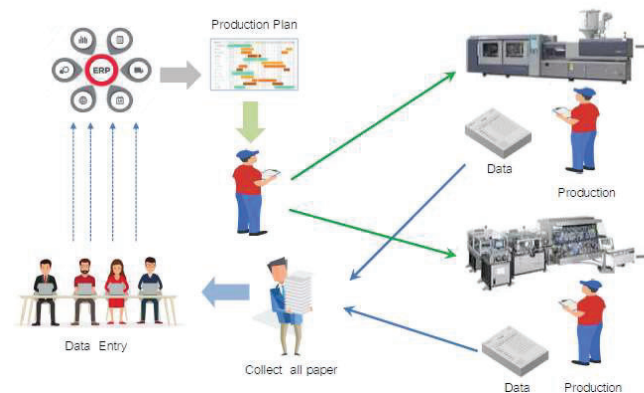 Production Plan
ERP
Data
Production
Data Entry
Collect all paper
Data
Production